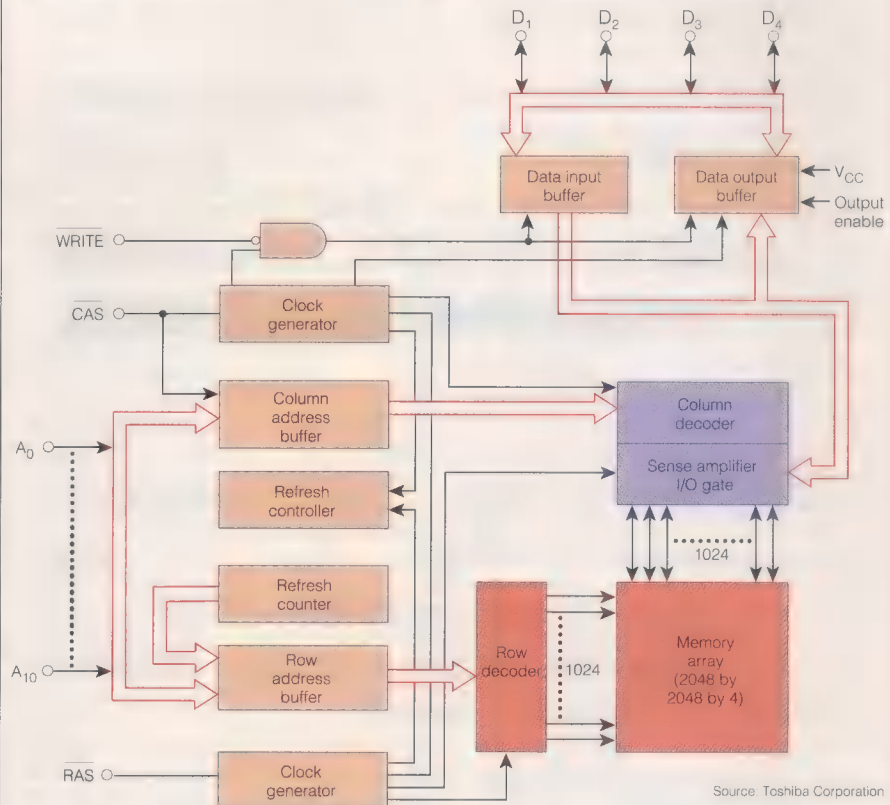 D1
D2
D3
D4
Data input
buffer
Data output
buffer
VCC
Output
enable
WRITE
CAS
Clock
generator
Column
address
buffer
Column
decoder
A0
Refresh
controller
Sense amplifier
I/O gate
1024
Refresh
counter
A10
Row
address
buffer
Row
decoder
1024
Memory
array
(2048 by
2048 by 4)
RAS
Clock
generator
Source: Toshiba Corporation